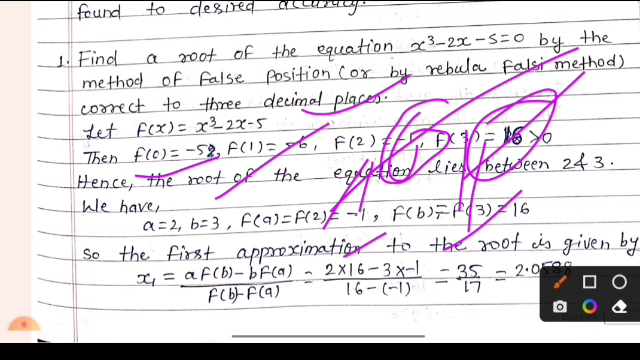 found to desired accuracy.
1. Find a root of the equation x³-2x-5=0 by the
method of False Position (or by rebula falsi method)
correct to three decimal places.
Let F(x) = x³-2x-5
Then F(0) = -5, F(1) = -6, F(2) = -1, F(3) = 16 >0
Hence, the root of the equation lies between 2 & 3.
We have,
a=2, b=3, F(a)=F(2)=-1, F(b)=F(3)=16
So the first approximation to the root is given by
x₁ = aF(b)-bF(a) / F(b)-F(a) = 2×16-3×-1 / 16-(-1) = 35/17 = 2.0588